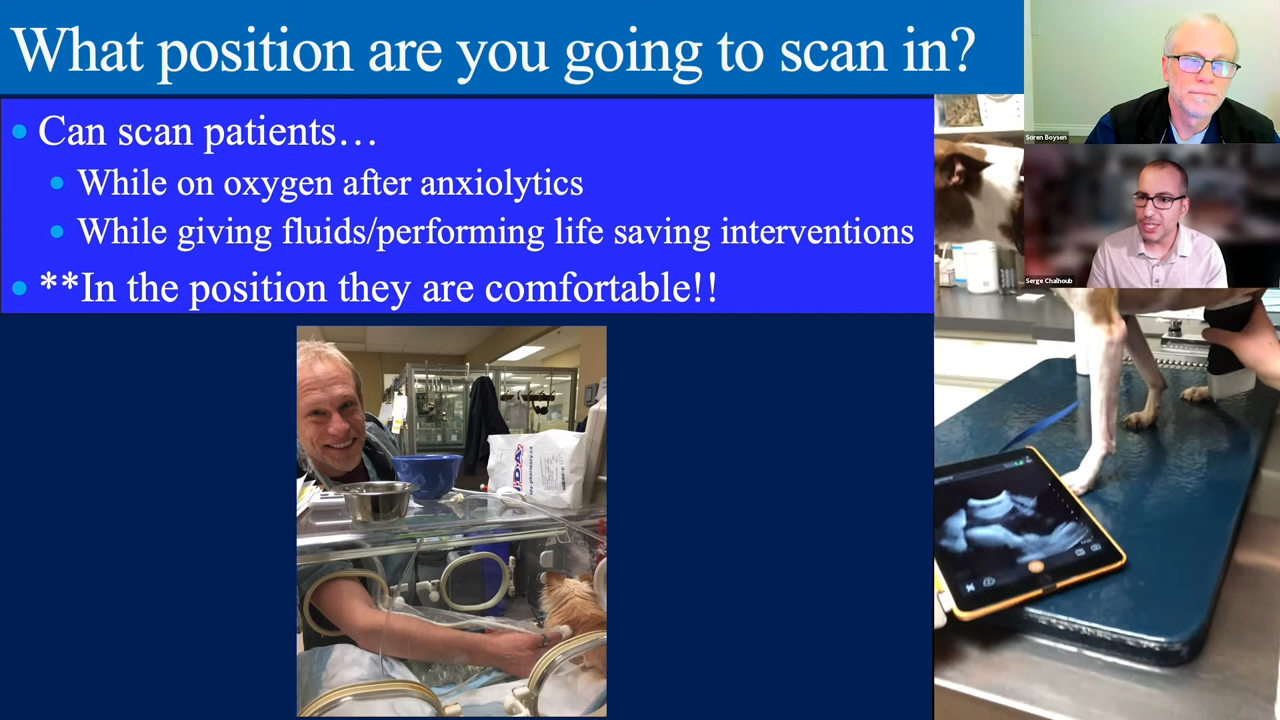 What position are you going to scan in?
Can scan patients…
While on oxygen after anxiolytics
While giving fluids/performing life saving interventions
**In the position they are comfortable!!
Soren Boysen
Serge Chalhoub
I.D.A.